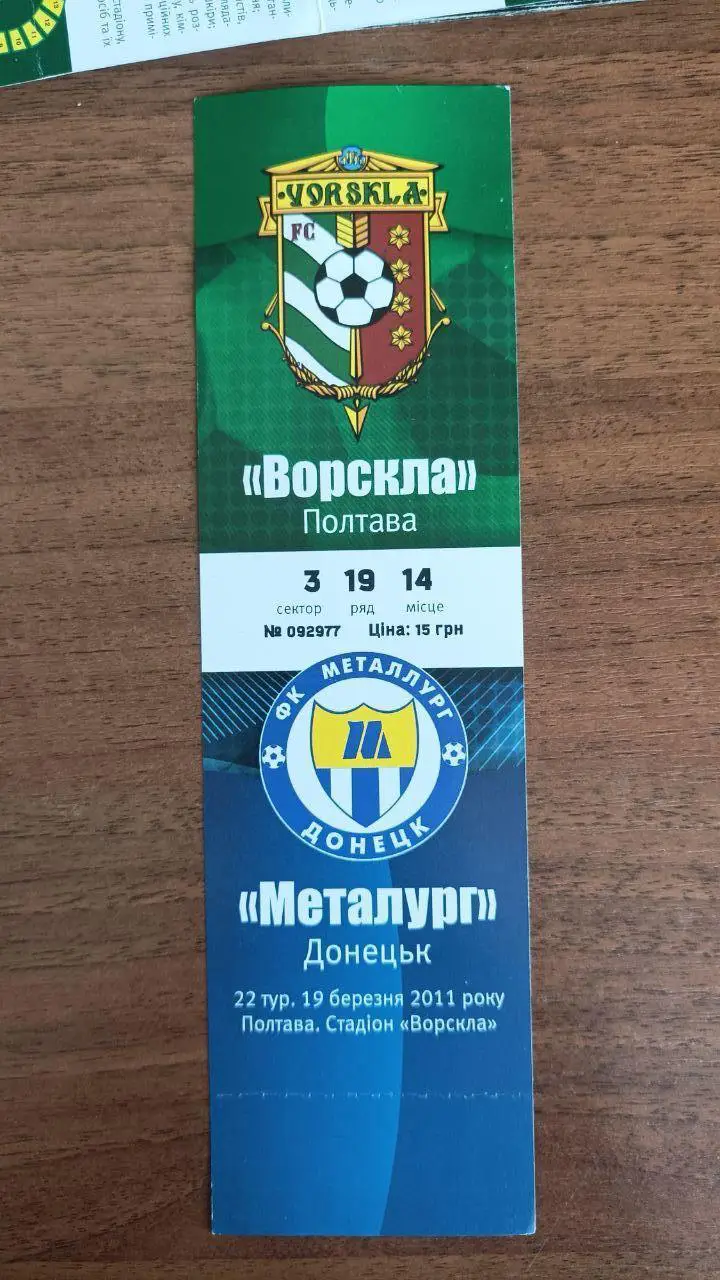 VORSKLA
FC
«Ворскла»
Полтава
3 19 14
сектор ряд місце
№ 092977 Ціна: 15 грн
ФК МЕТАЛЛУРГ
ДОНЕЦК
«Металург»
Донецьк
22 тур. 19 березня 2011 року
Полтава. Стадіон «Ворскла»